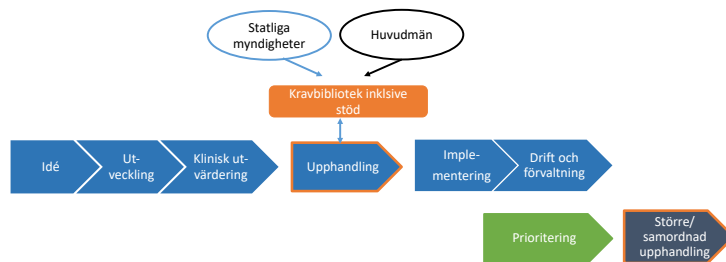 Statliga
myndigheter
Huvudmän
Kravbibliotek inklsive
stöd
Idé
Ut-
veckling
Klinisk ut-
värdering
Upphandling
Imple-
mentering
Drift och
förvaltning
Prioritering
Större/
samordnad
upphandling